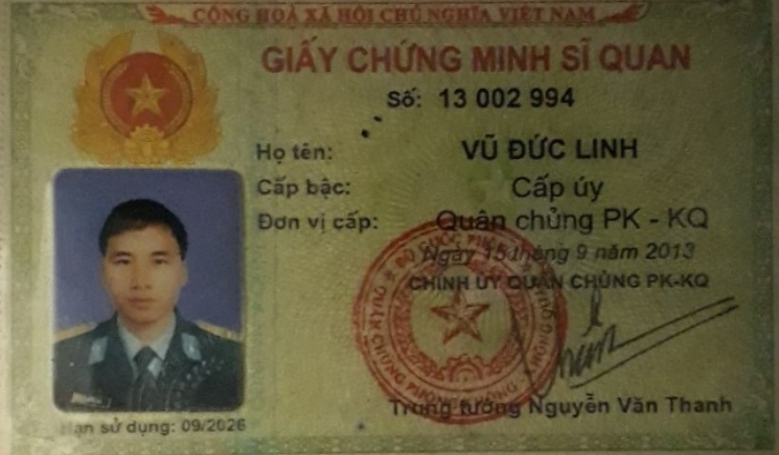 CỘNG HOÀ XÃ HỘI CHỦ NGHĨA VIỆT NAM
GIẤY CHỨNG MINH SĨ QUAN
Số: 13 002 994
Họ tên: VŨ ĐỨC LINH
Cấp bậc: Cấp úy
Đơn vị cấp: Quân chủng PK - KQ
Ngày 15 tháng 9 năm 2013
CHÍNH ỦY QUÂN CHỦNG PK-KQ
Trung tướng Nguyễn Văn Thanh
Hạn sử dụng: 09/2026